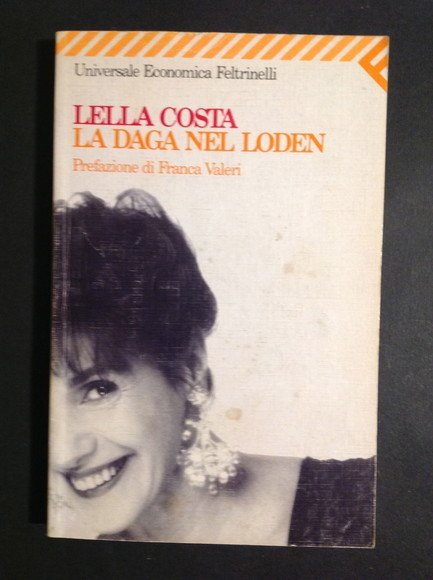 Universale Economica Feltrinelli
LELLA COSTA
LA DAGA NEL LODEN
Prefazione di Franca Valeri